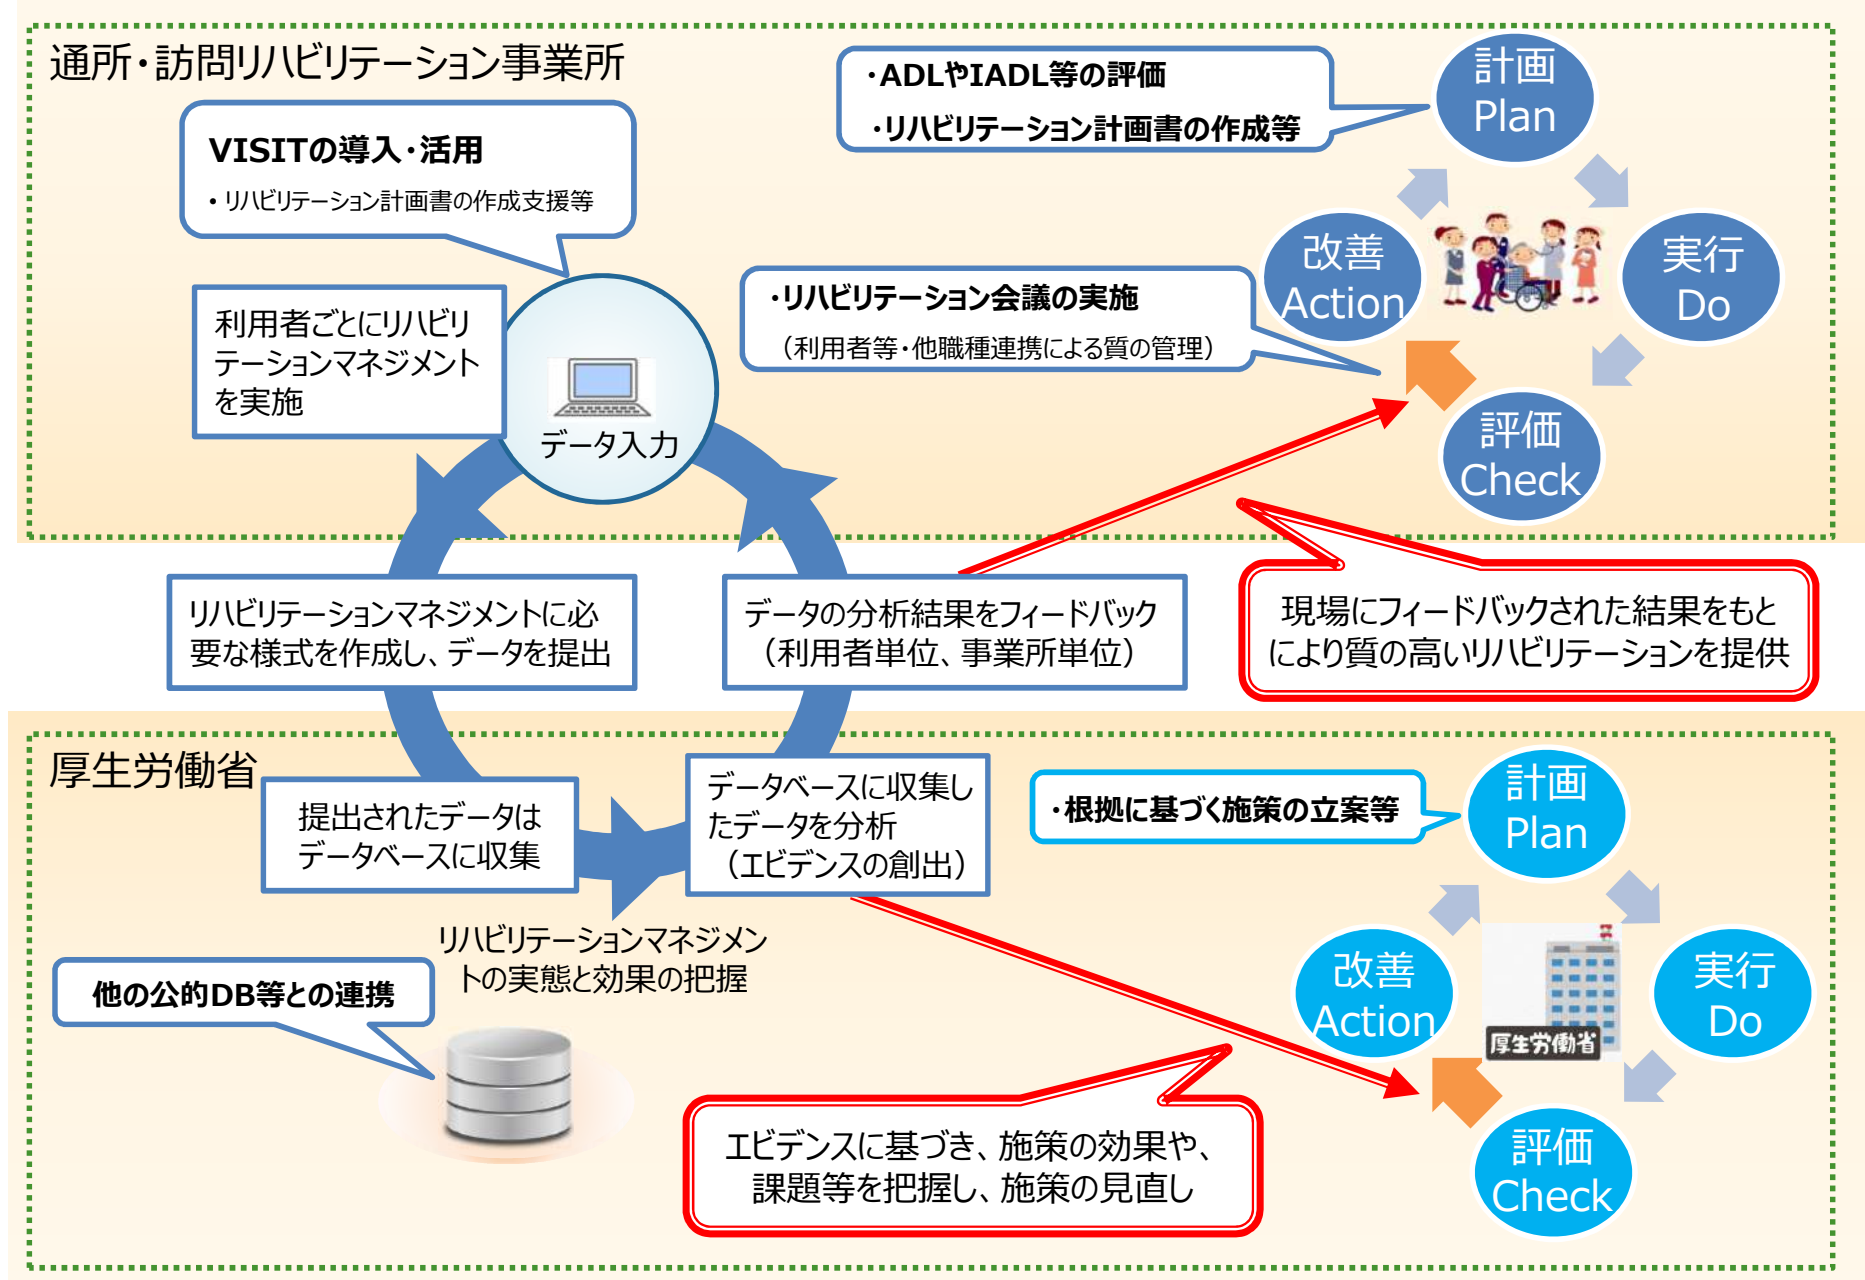 通所・訪問リハビリテーション事業所
VISITの導入・活用
・リハビリテーション計画書の作成支援等
・ADLやIADL等の評価
・リハビリテーション計画書の作成等
計画
Plan
実行
Do
評価
Check
改善
Action
・リハビリテーション会議の実施
（利用者等・他職種連携による質の管理）
利用者ごとにリハビリ
テーションマネジメント
を実施
データ入力
リハビリテーションマネジメントに必
要な様式を作成し、データを提出
データの分析結果をフィードバック
（利用者単位、事業所単位）
現場にフィードバックされた結果をもと
により質の高いリハビリテーションを提供
厚生労働省
提出されたデータは
データベースに収集
データベースに収集し
たデータを分析
（エビデンスの創出）
リハビリテーションマネジメン
トの実態と効果の把握
他の公的DB等との連携
・根拠に基づく施策の立案等
計画
Plan
実行
Do
評価
Check
改善
Action
厚生労働省
エビデンスに基づき、施策の効果や、
課題等を把握し、施策の見直し